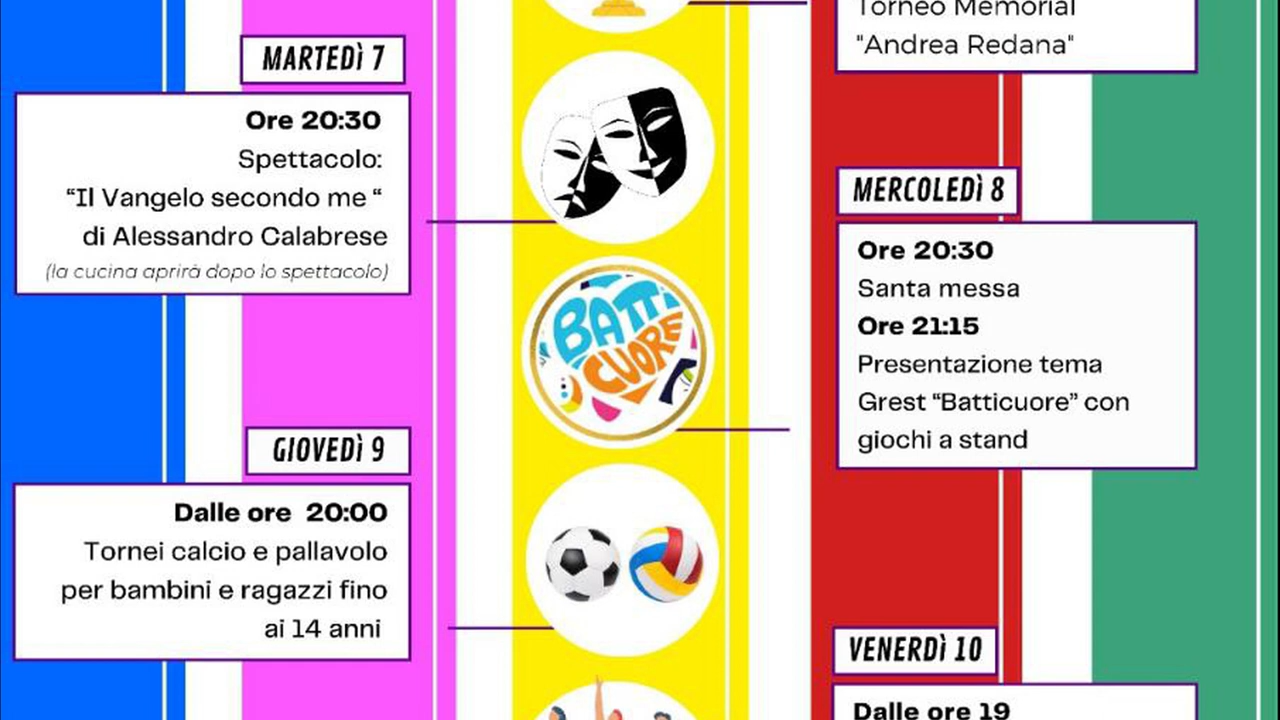 Torneo Memorial
"Andrea Redana"
MARTEDÌ 7
Ore 20:30
Spettacolo:
“Il Vangelo secondo me “
di Alessandro Calabrese
(la cucina aprirà dopo lo spettacolo)
BATTI
CUORE
MERCOLEDÌ 8
Ore 20:30
Santa messa
Ore 21:15
Presentazione tema
Grest “Batticuore” con
giochi a stand
GIOVEDÌ 9
Dalle ore 20:00
Tornei calcio e pallavolo
per bambini e ragazzi fino
ai 14 anni
VENERDÌ 10
Dalle ore 19